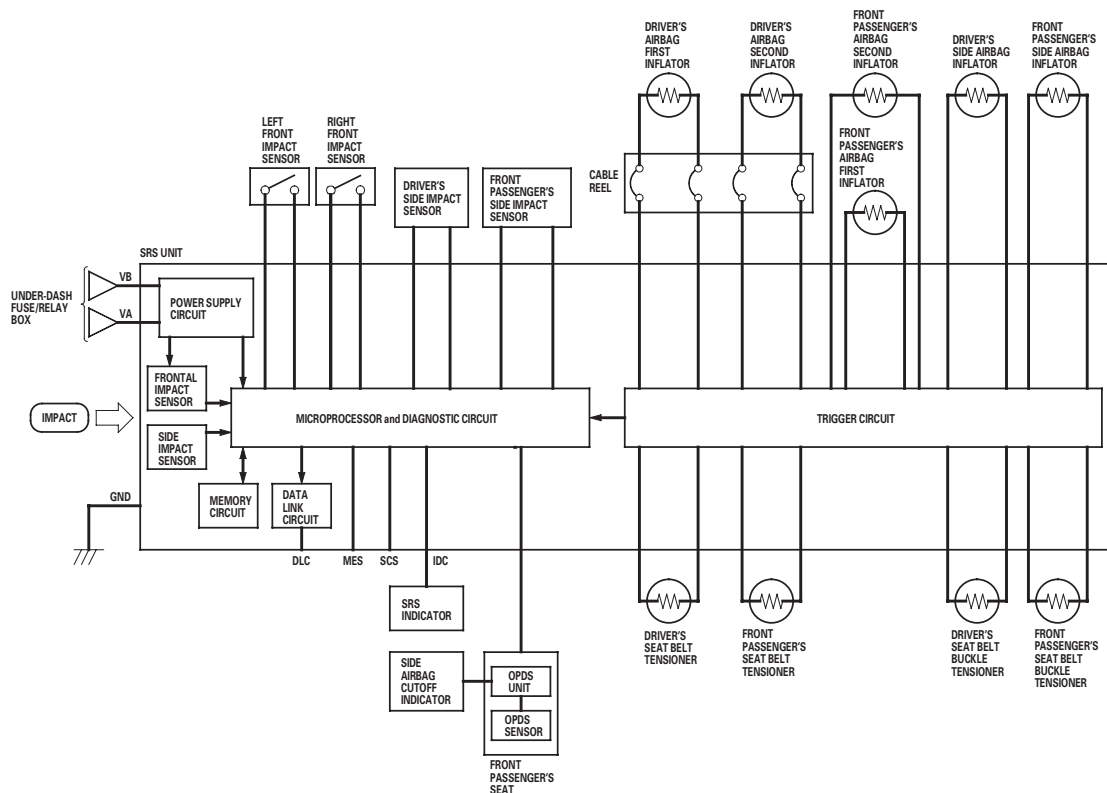 DRIVER'S
AIRBAG
FIRST
INFLATOR
DRIVER'S
AIRBAG
SECOND
INFLATOR
FRONT
PASSENGER'S
AIRBAG
SECOND
INFLATOR
DRIVER'S
SIDE AIRBAG
INFLATOR
FRONT
PASSENGER'S
SIDE AIRBAG
INFLATOR
LEFT
FRONT
IMPACT
SENSOR
RIGHT
FRONT
IMPACT
SENSOR
DRIVER'S
SIDE IMPACT
SENSOR
FRONT
PASSENGER'S
SIDE IMPACT
SENSOR
CABLE
REEL
FRONT
PASSENGER'S
AIRBAG
FIRST
INFLATOR
SRS UNIT
UNDER-DASH
FUSE/RELAY
BOX
VB
VA
POWER SUPPLY
CIRCUIT
FRONTAL
IMPACT
SENSOR
IMPACT
SIDE
IMPACT
SENSOR
MICROPROCESSOR and DIAGNOSTIC CIRCUIT
TRIGGER CIRCUIT
GND
MEMORY
CIRCUIT
DATA
LINK
CIRCUIT
DLC
MES
SCS
IDC
SRS
INDICATOR
SIDE
AIRBAG
CUTOFF
INDICATOR
OPDS
UNIT
OPDS
SENSOR
FRONT
PASSENGER'S
SEAT
DRIVER'S
SEAT BELT
TENSIONER
FRONT
PASSENGER'S
SEAT BELT
TENSIONER
DRIVER'S
SEAT BELT
BUCKLE
TENSIONER
FRONT
PASSENGER'S
SEAT BELT
BUCKLE
TENSIONER